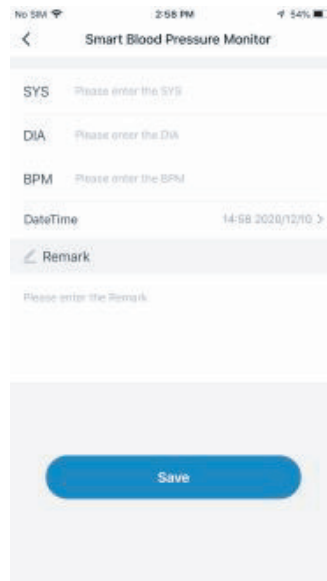 No SIM 2:58 PM 54%
Smart Blood Pressure Monitor
SYS Please enter the SYS
DIA Please enter the DIA
BPM Please enter the BPM
DateTime 14:58 2020/12/10 >
Remark
Please enter the Remark
Save